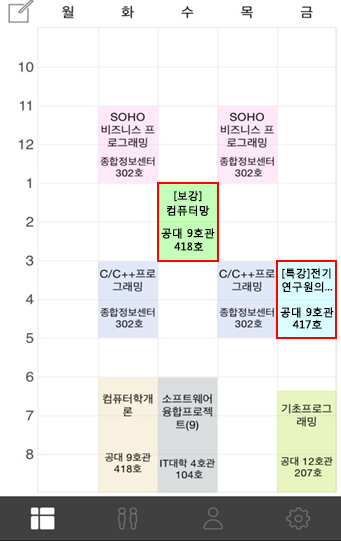 월 화 수 목 금
10
11
12
1
2
3
4
5
6
7
8
SOHO
비즈니스 프
로그래밍
종합정보센터
302호
SOHO
비즈니스 프
로그래밍
종합정보센터
302호
[보강]
컴퓨터망
공대 9호관
418호
C/C++프로
그래밍
종합정보센터
302호
C/C++프로
그래밍
종합정보센터
302호
[특강]전기
연구원의...
공대 9호관
417호
컴퓨터학개
론
공대 9호관
418호
소프트웨어
융합프로젝
트(9)
IT대학 4호관
104호
기초프로그
래밍
공대 12호관
207호